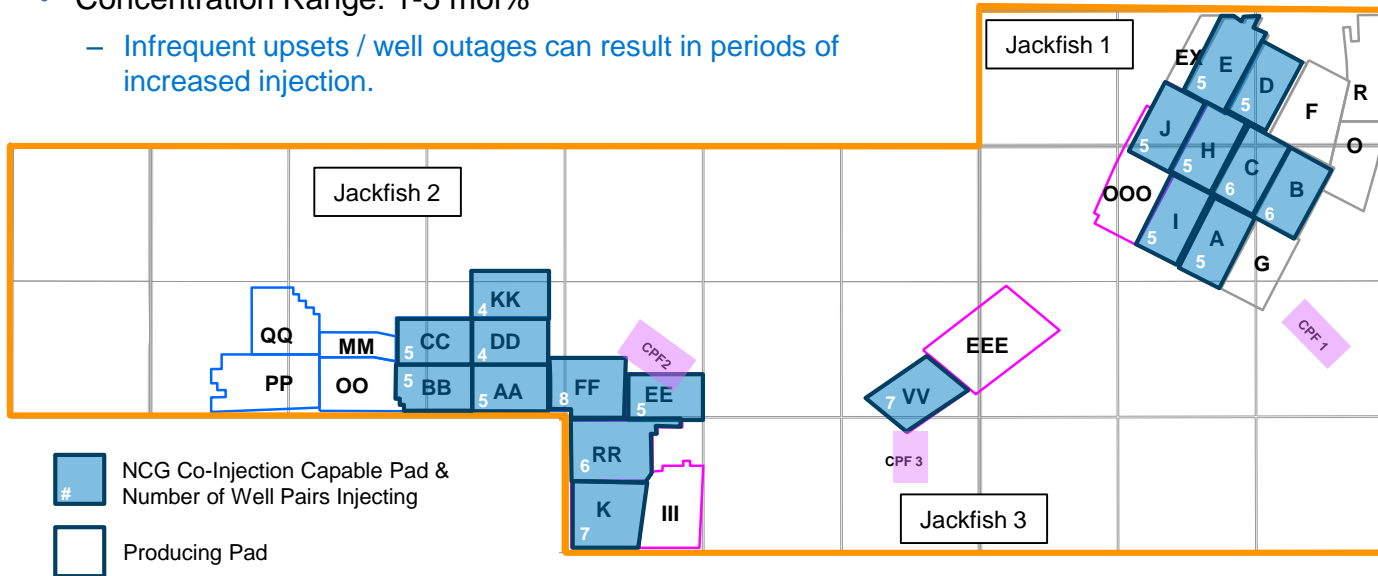 • Concentration Range: 1-5 mol%
– Infrequent upsets / well outages can result in periods of
increased injection.
Jackfish 1
EX
E
5
D
5
F
R
J
5
H
5
C
6
B
6
O
OOO
I
5
A
5
G
CPF 1
Jackfish 2
KK
4
QQ
MM
CC
5
DD
4
CPF2
EEE
PP
OO
BB
5
AA
5
FF
8
EE
5
VV
7
RR
6
CPF 3
K
7
III
Jackfish 3
#
NCG Co-Injection Capable Pad &
Number of Well Pairs Injecting
Producing Pad